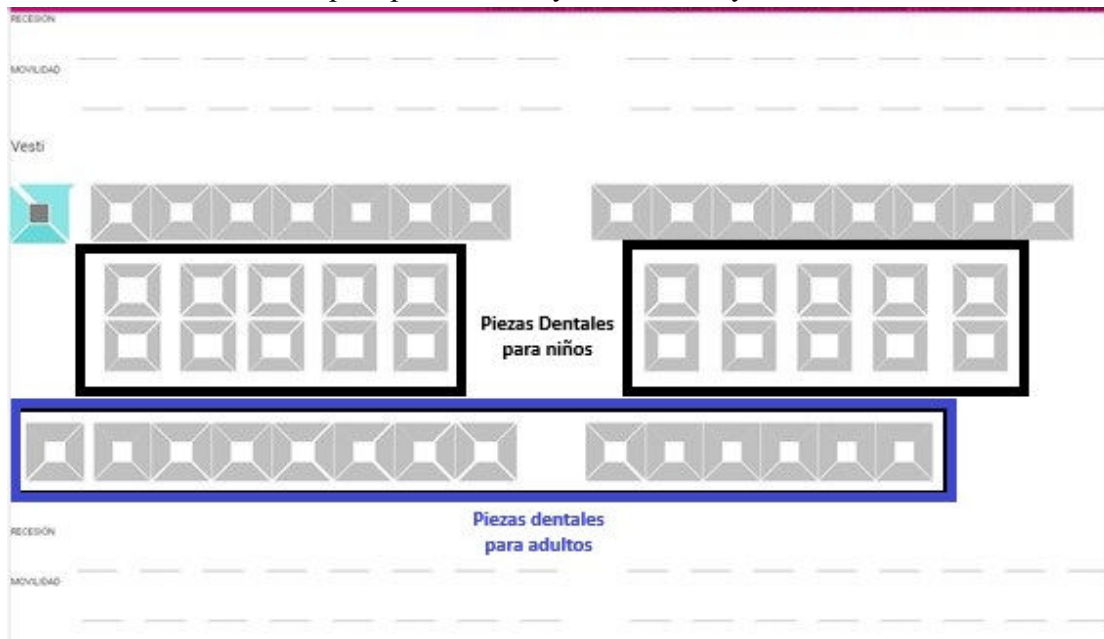 RECESIÓN
MOVILIDAD
Vesti
Piezas Dentales
para niños
Piezas dentales
para adultos
RECESIÓN
MOVILIDAD